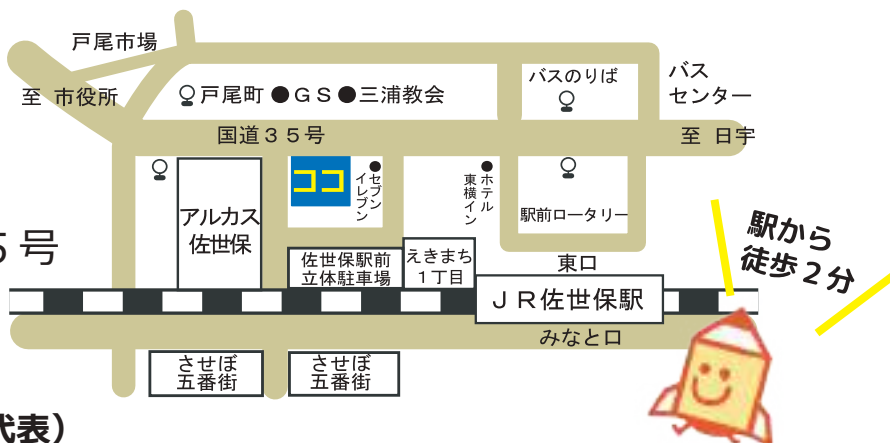 戸尾市場
バス
センター
バスのりば
至 市役所
戸尾町 ●GS ●三浦教会
国道35号
至 日宇
ココ
セブン
イレブン
ホテル
東横イン
アルカス
佐世保
駅前ロータリー
駅から
徒歩2分
5号
佐世保駅前
立体駐車場
えきまち
1丁目
東口
JR佐世保駅
みなと口
させぼ
五番街
させぼ
五番街
代表)